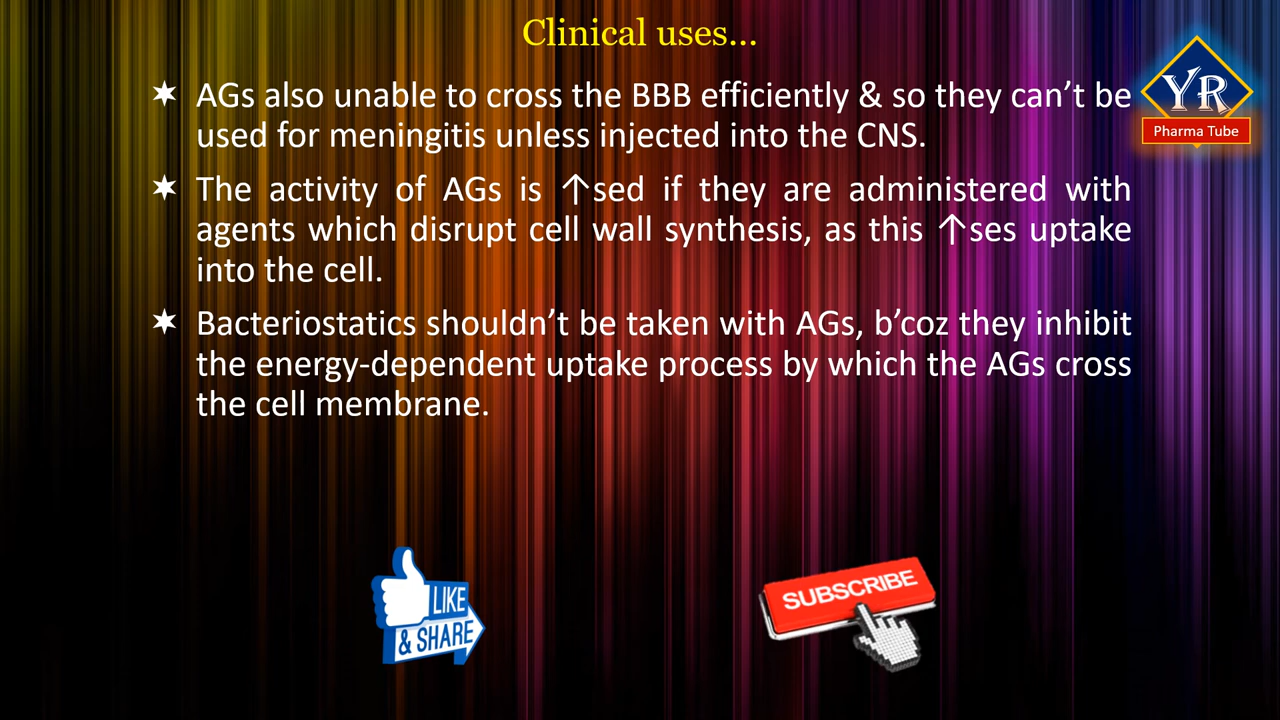 Clinical uses...
YR
Pharma Tube
✶ AGs also unable to cross the BBB efficiently & so they can’t be
used for meningitis unless injected into the CNS.
✶ The activity of AGs is ↑sed if they are administered with
agents which disrupt cell wall synthesis, as this ↑ses uptake
into the cell.
✶ Bacteriostatics shouldn’t be taken with AGs, b’coz they inhibit
the energy-dependent uptake process by which the AGs cross
the cell membrane.
LIKE
& SHARE
SUBSCRIBE